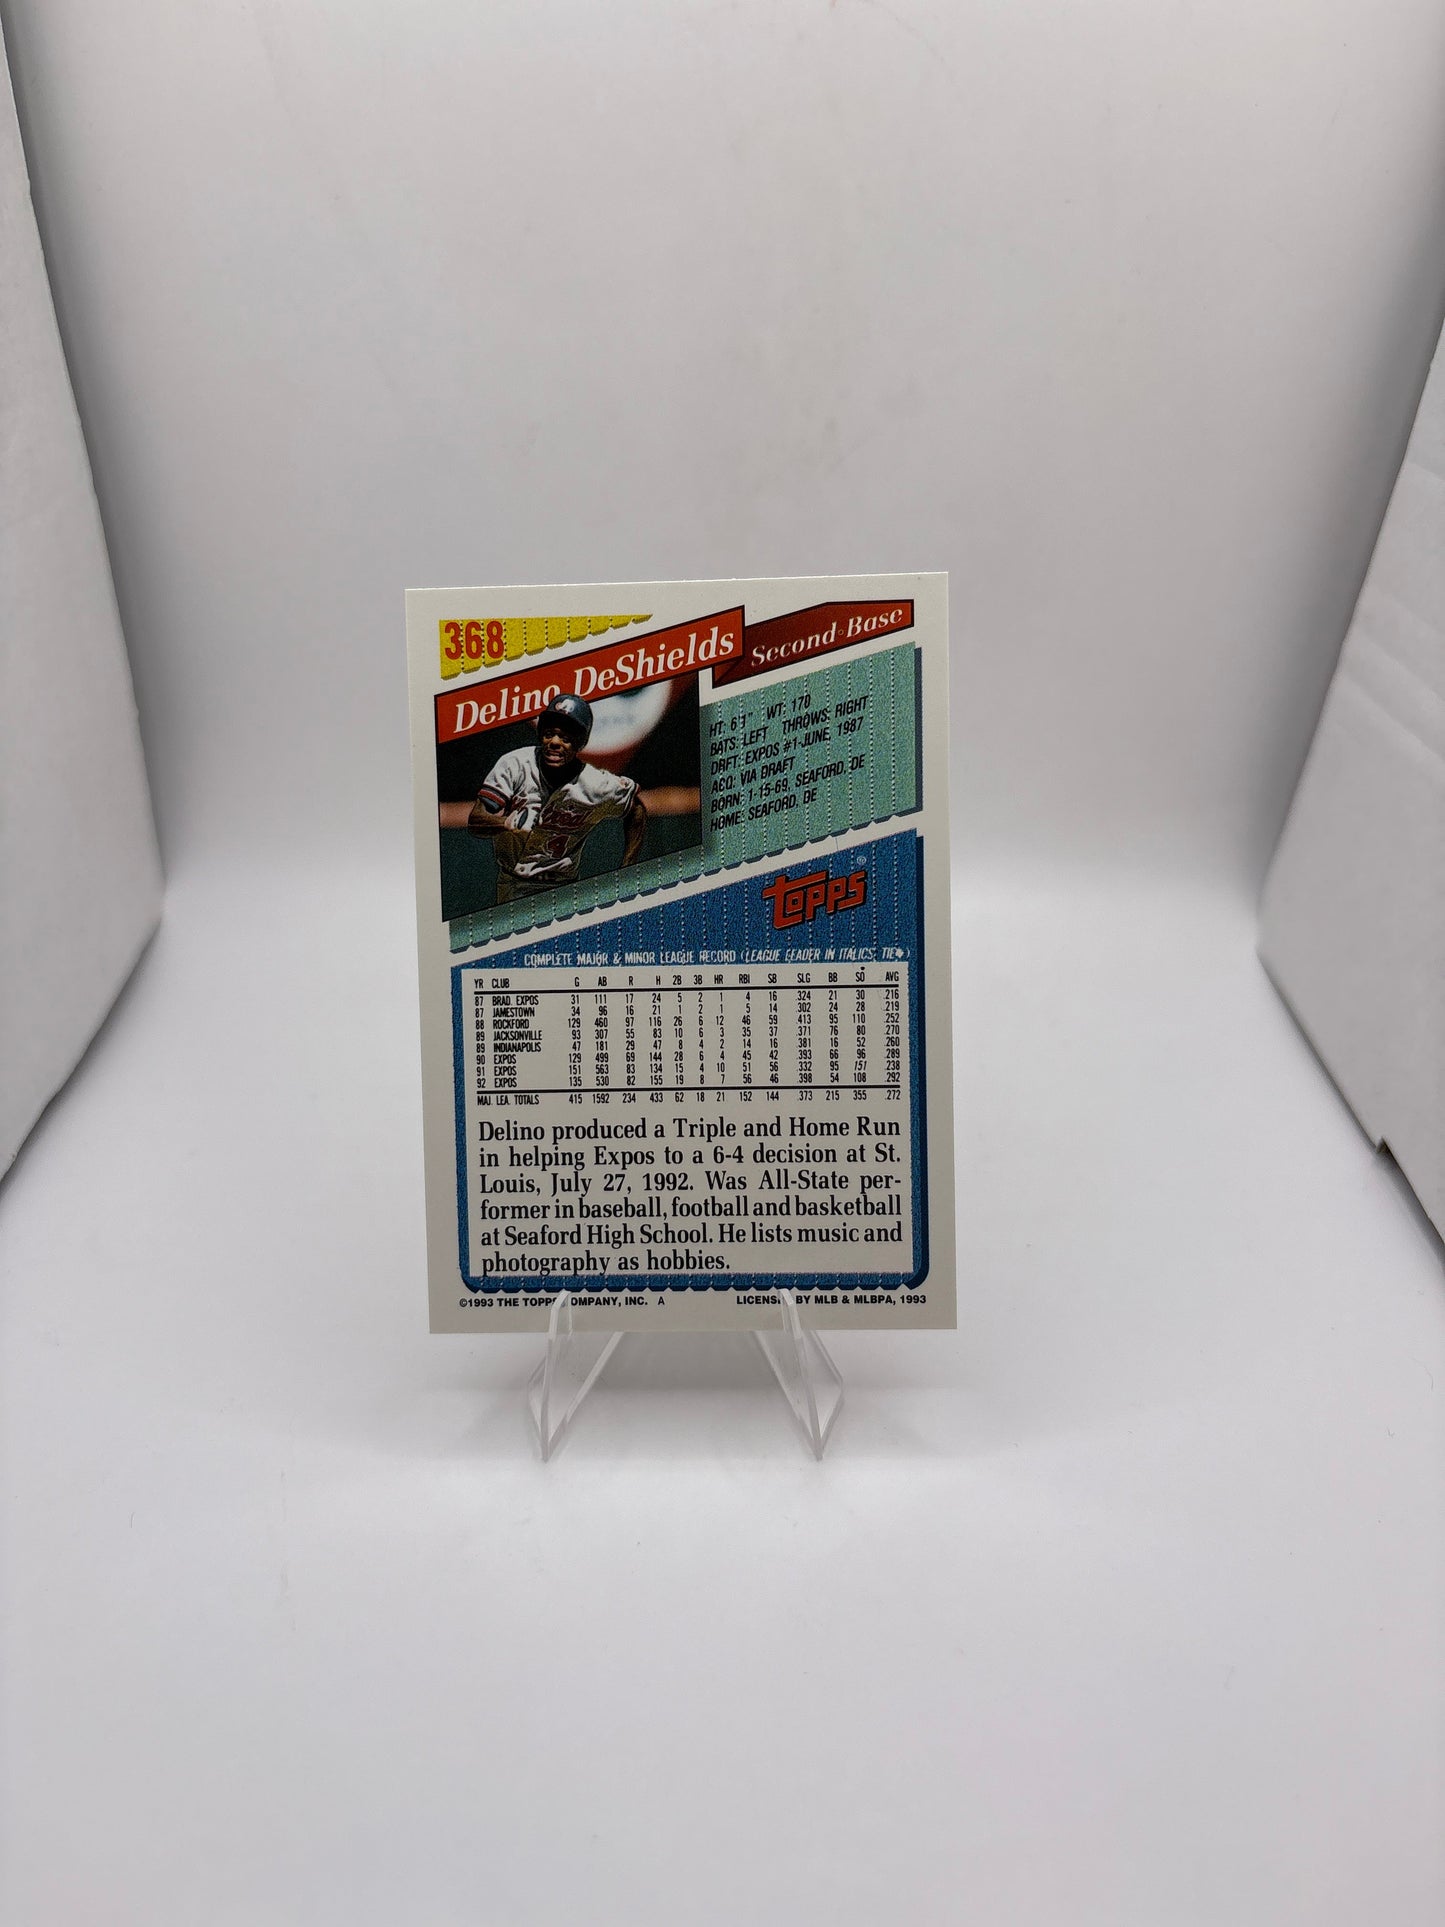 368
Delino DeShields
Second Base
HT: 6'1" WT: 170
BATS: LEFT THROWS: RIGHT
DRFT: EXPOS #1-JUNE, 1987
ACQ: VIA DRAFT
BORN: 1-15-69, SEAFORD, DE
HOME: SEAFORD, DE
TOPPS ®
COMPLETE MAJOR & MINOR LEAGUE RECORD (LEAGUE LEADER IN ITALICS, TIE♦)
YR CLUB G AB R H 2B 3B HR RBI SB SLG BB SO AVG
87 BRAD. EXPOS 31 111 17 24 5 2 1 4 16 .324 21 30 .216
87 JAMESTOWN 34 96 16 21 1 2 1 5 14 .302 24 28 .219
88 ROCKFORD 129 460 97 116 26 6 12 46 59 .413 95 110 .252
89 JACKSONVILLE 93 307 55 83 10 6 3 35 37 .371 76 80 .270
89 INDIANAPOLIS 47 181 29 47 8 4 2 14 16 .381 16 52 .260
90 EXPOS 129 499 69 144 28 6 4 45 42 .393 66 96 .289
91 EXPOS 151 563 83 134 15 4 10 51 56 .332 95 151 .238
92 EXPOS 135 530 82 155 19 8 7 56 46 .398 54 108 .292
MAJ. LEA. TOTALS 415 1592 234 433 62 18 21 152 144 .373 215 355 .272
Delino produced a Triple and Home Run
in helping Expos to a 6-4 decision at St.
Louis, July 27, 1992. Was All-State per-
former in baseball, football and basketball
at Seaford High School. He lists music and
photography as hobbies.
©1993 THE TOPPS COMPANY, INC. A LICENSED BY MLB & MLBPA, 1993